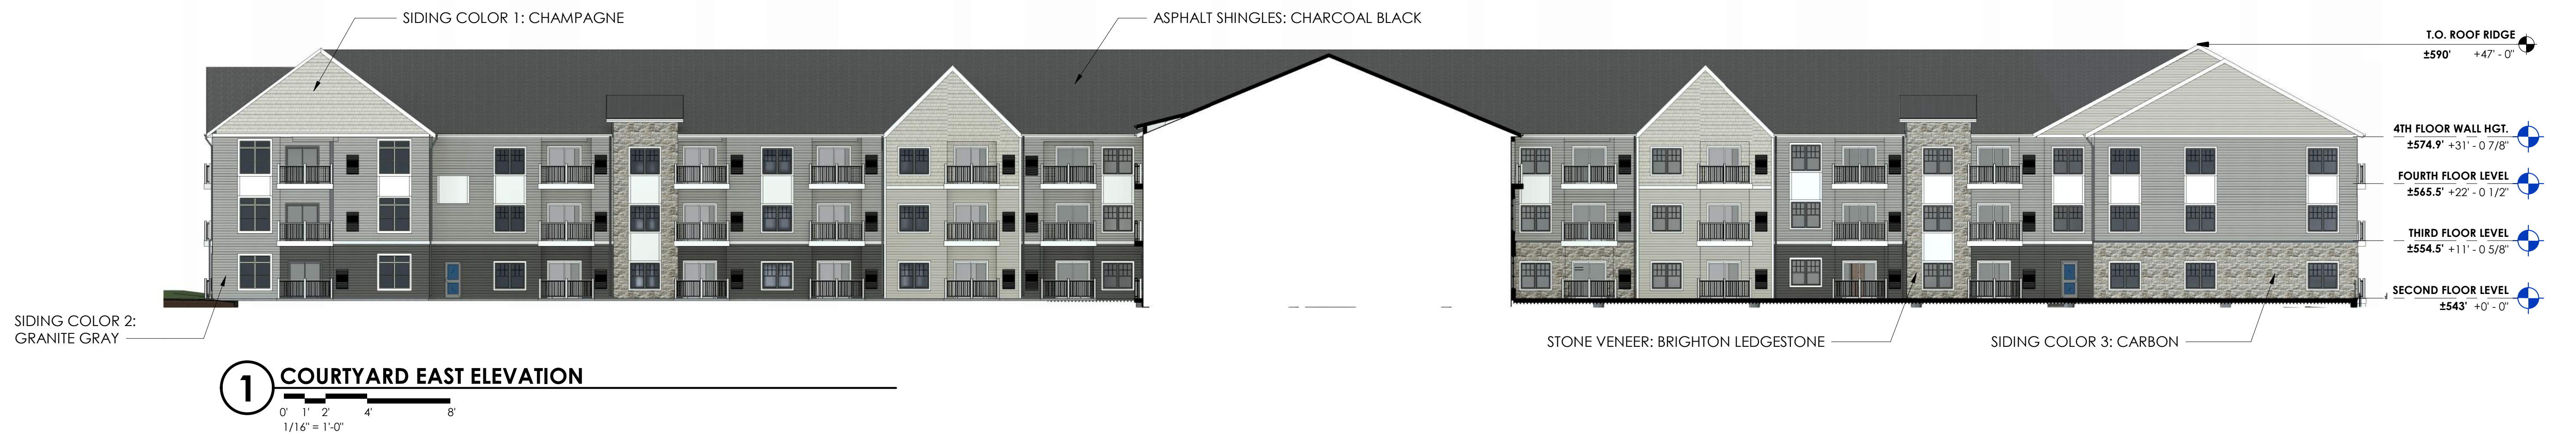 SIDING COLOR 1: CHAMPAGNE
ASPHALT SHINGLES: CHARCOAL BLACK
T.O. ROOF RIDGE
±590' +47' - 0"
4TH FLOOR WALL HGT.
±574.9' +31' - 0 7/8"
FOURTH FLOOR LEVEL
±565.5' +22' - 0 1/2"
THIRD FLOOR LEVEL
±554.5' +11' - 0 5/8"
SECOND FLOOR LEVEL
±543' +0' - 0"
SIDING COLOR 2:
GRANITE GRAY
STONE VENEER: BRIGHTON LEDGESTONE
SIDING COLOR 3: CARBON
1 COURTYARD EAST ELEVATION
0' 1' 2' 4' 8'
1/16" = 1'-0"